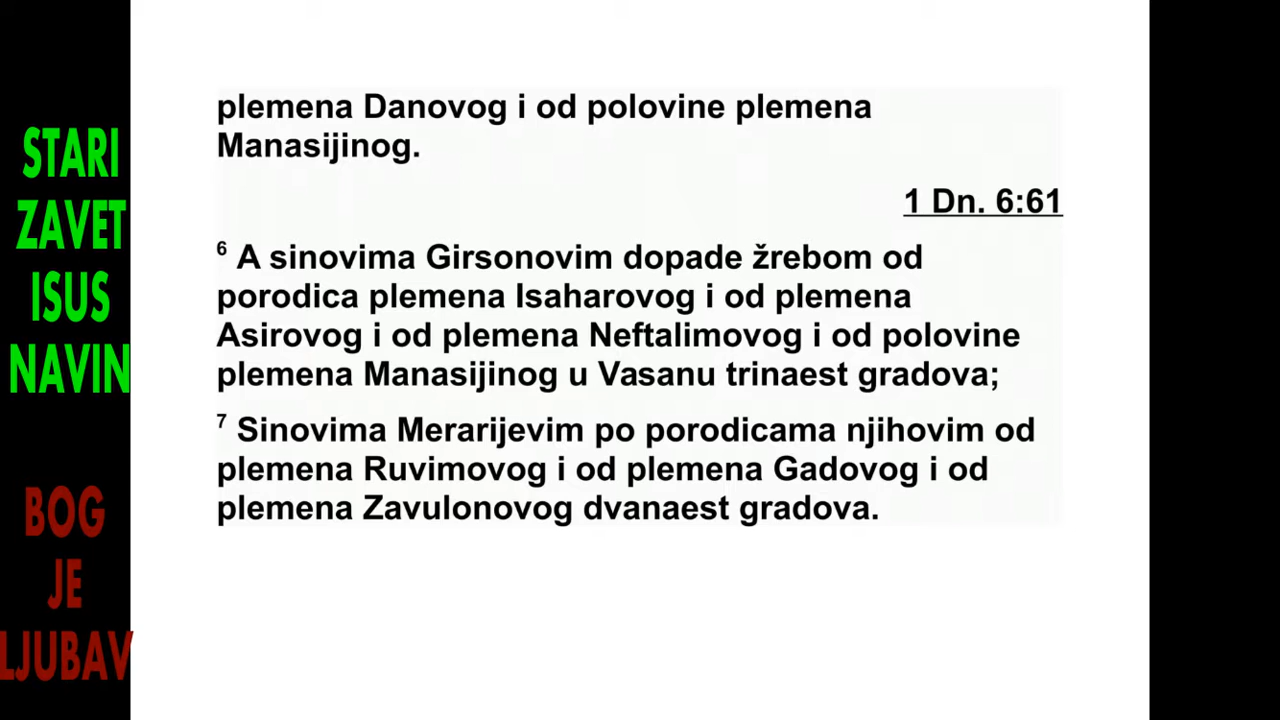 STARI
ZAVET
ISUS
NAVIN
BOG
JE
LJUBAV
plemena Danovog i od polovine plemena
Manasijinog.
1 Dn. 6:61
6 A sinovima Girsonovim dopade žrebom od
porodica plemena Isaharovog i od plemena
Asirovog i od plemena Neftalimovog i od polovine
plemena Manasijinog u Vasanu trinaest gradova;
7 Sinovima Merarijevim po porodicama njihovim od
plemena Ruvimovog i od plemena Gadovog i od
plemena Zavulonovog dvanaest gradova.